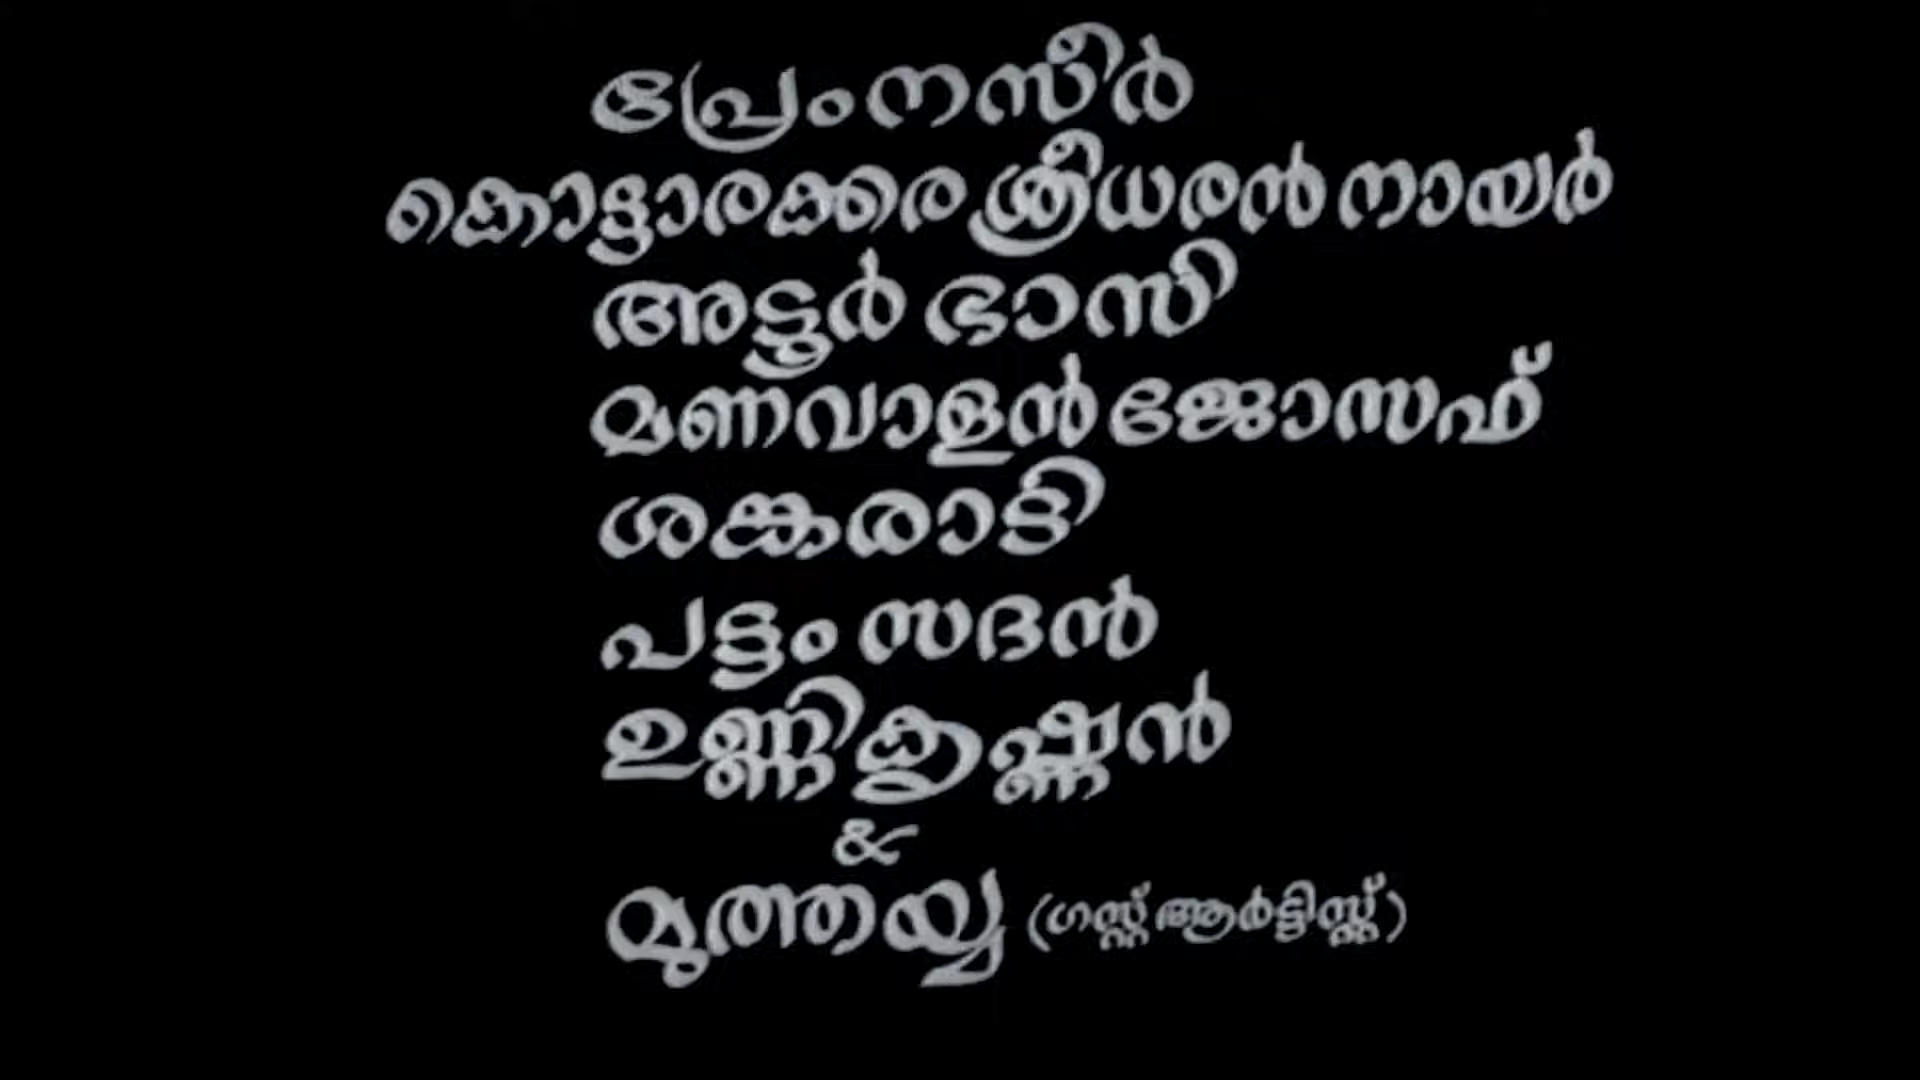 പ്രേംനസീർ
കൊട്ടാരക്കര ശ്രീധരൻ നായർ
അടൂർ ഭാസി
മണവാളൻ ജോസഫ്
ശങ്കരാടി
പട്ടം സദൻ
ഉണ്ണികൃഷ്ണൻ
&
മുത്തയ്യ (ഗസ്റ്റ് ആർട്ടിസ്റ്റ്)